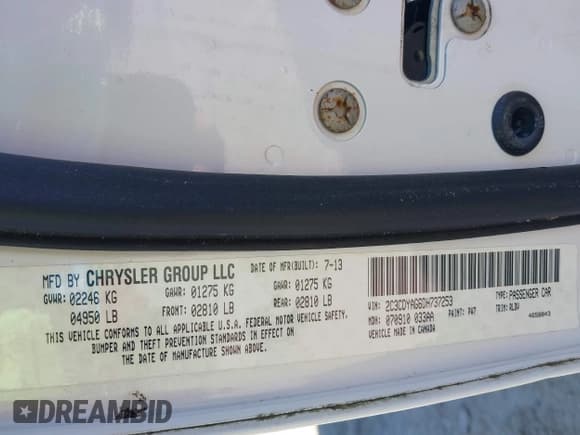 MFD BY CHRYSLER GROUP LLC DATE OF MFR(BUILT): 7-13
GVWR: 02246 KG GAWR: 01275 KG GAWR: 01275 KG
04950 LB FRONT: 02810 LB REAR: 02810 LB
THIS VEHICLE CONFORMS TO ALL APPLICABLE U.S.A. FEDERAL MOTOR VEHICLE SAFETY,
BUMPER AND THEFT PREVENTION STANDARDS IN EFFECT ON
THE DATE OF MANUFACTURE SHOWN ABOVE.
VIN: 2C3CDYAG6DH737253 TYPE: PASSENGER CAR
MDH: 070910 033AA PAINT: PW7 TRIM: RLDV
VEHICLE MADE IN CANADA 4658843
DREAMBID